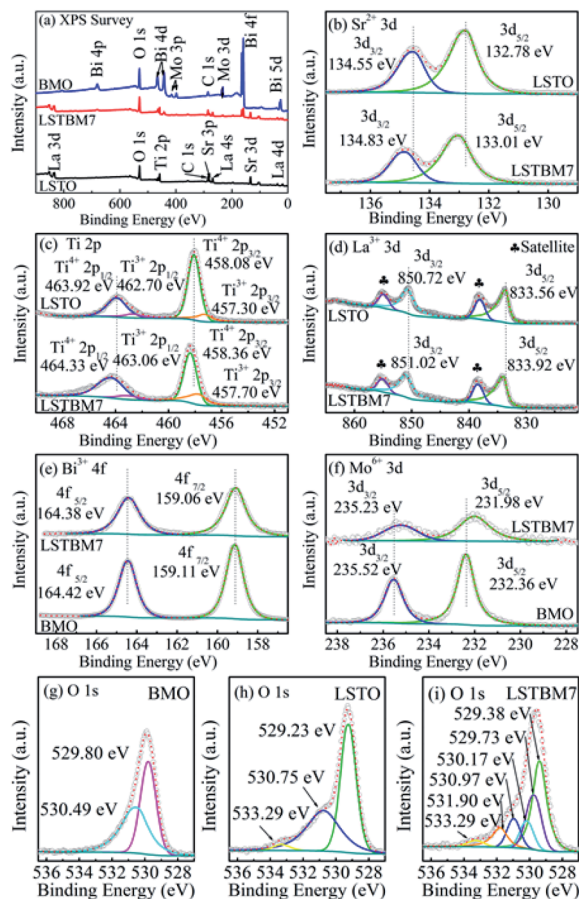 (a) XPS Survey
Bi 4p
O 1s
Bi 4d
Mo 3p
C 1s
Mo 3d
Bi 4f
Bi 5d
BMO
LSTBM7
La 3d
O 1s
Ti 2p
C 1s
Sr 3p
La 4s
Sr 3d
La 4d
LSTO
800 600 400 200 0
Binding Energy (eV)
Intensity (a.u.)
(b) Sr2+ 3d
3d3/2
134.55 eV
3d5/2
132.78 eV
LSTO
3d3/2
134.83 eV
3d5/2
133.01 eV
LSTBM7
136 135 134 133 132 131 130 129
Binding Energy (eV)
Intensity (a.u.)
(c) Ti 2p
Ti4+ 2p1/2
463.92 eV
Ti3+ 2p1/2
462.70 eV
Ti4+ 2p3/2
458.08 eV
Ti3+ 2p3/2
457.30 eV
LSTO
Ti4+ 2p1/2
464.33 eV
Ti3+ 2p1/2
463.06 eV
Ti4+ 2p3/2
458.36 eV
Ti3+ 2p3/2
457.70 eV
LSTBM7
468 464 460 456 452
Binding Energy (eV)
Intensity (a.u.)
(d) La3+ 3d
♣Satellite
3d3/2
850.72 eV
3d5/2
833.56 eV
LSTO
3d3/2
851.02 eV
3d5/2
833.92 eV
LSTBM7
860 850 840 830
Binding Energy (eV)
Intensity (a.u.)
(e) Bi3+ 4f
4f5/2
164.38 eV
4f7/2
159.06 eV
LSTBM7
4f5/2
164.42 eV
4f7/2
159.11 eV
BMO
168 166 164 162 160 158
Binding Energy (eV)
Intensity (a.u.)
(f) Mo6+ 3d
3d3/2
235.23 eV
3d5/2
231.98 eV
LSTBM7
3d3/2
235.52 eV
3d5/2
232.36 eV
BMO
238 236 234 232 230 228
Binding Energy (eV)
Intensity (a.u.)
(g) O 1s BMO
529.80 eV
530.49 eV
536 534 532 530 528
Binding Energy (eV)
Intensity (a.u.)
(h) O 1s LSTO
529.23 eV
530.75 eV
533.29 eV
536 533 530 527
Binding Energy (eV)
Intensity (a.u.)
(i) O 1s LSTBM7
529.38 eV
529.73 eV
530.17 eV
530.97 eV
531.90 eV
533.29 eV
536 534 532 530 528
Binding Energy (eV)
Intensity (a.u.)